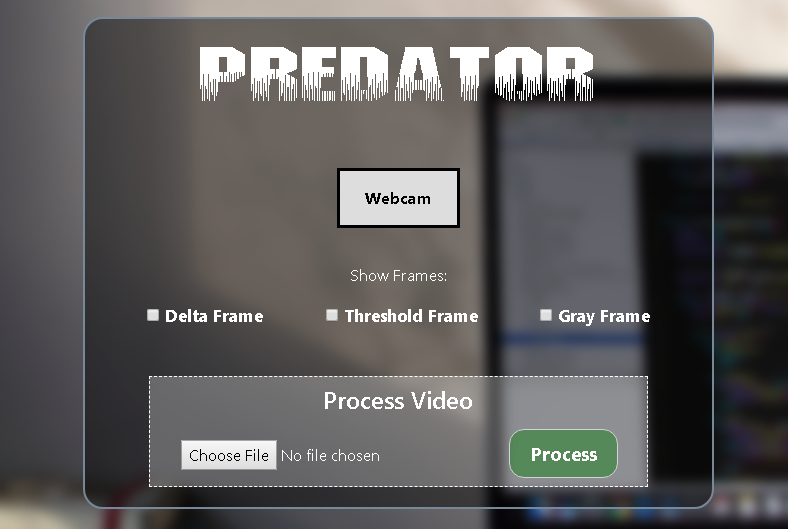 PREDATOR
Webcam
Show Frames:
Delta Frame Threshold Frame Gray Frame
Process Video
Choose File No file chosen Process